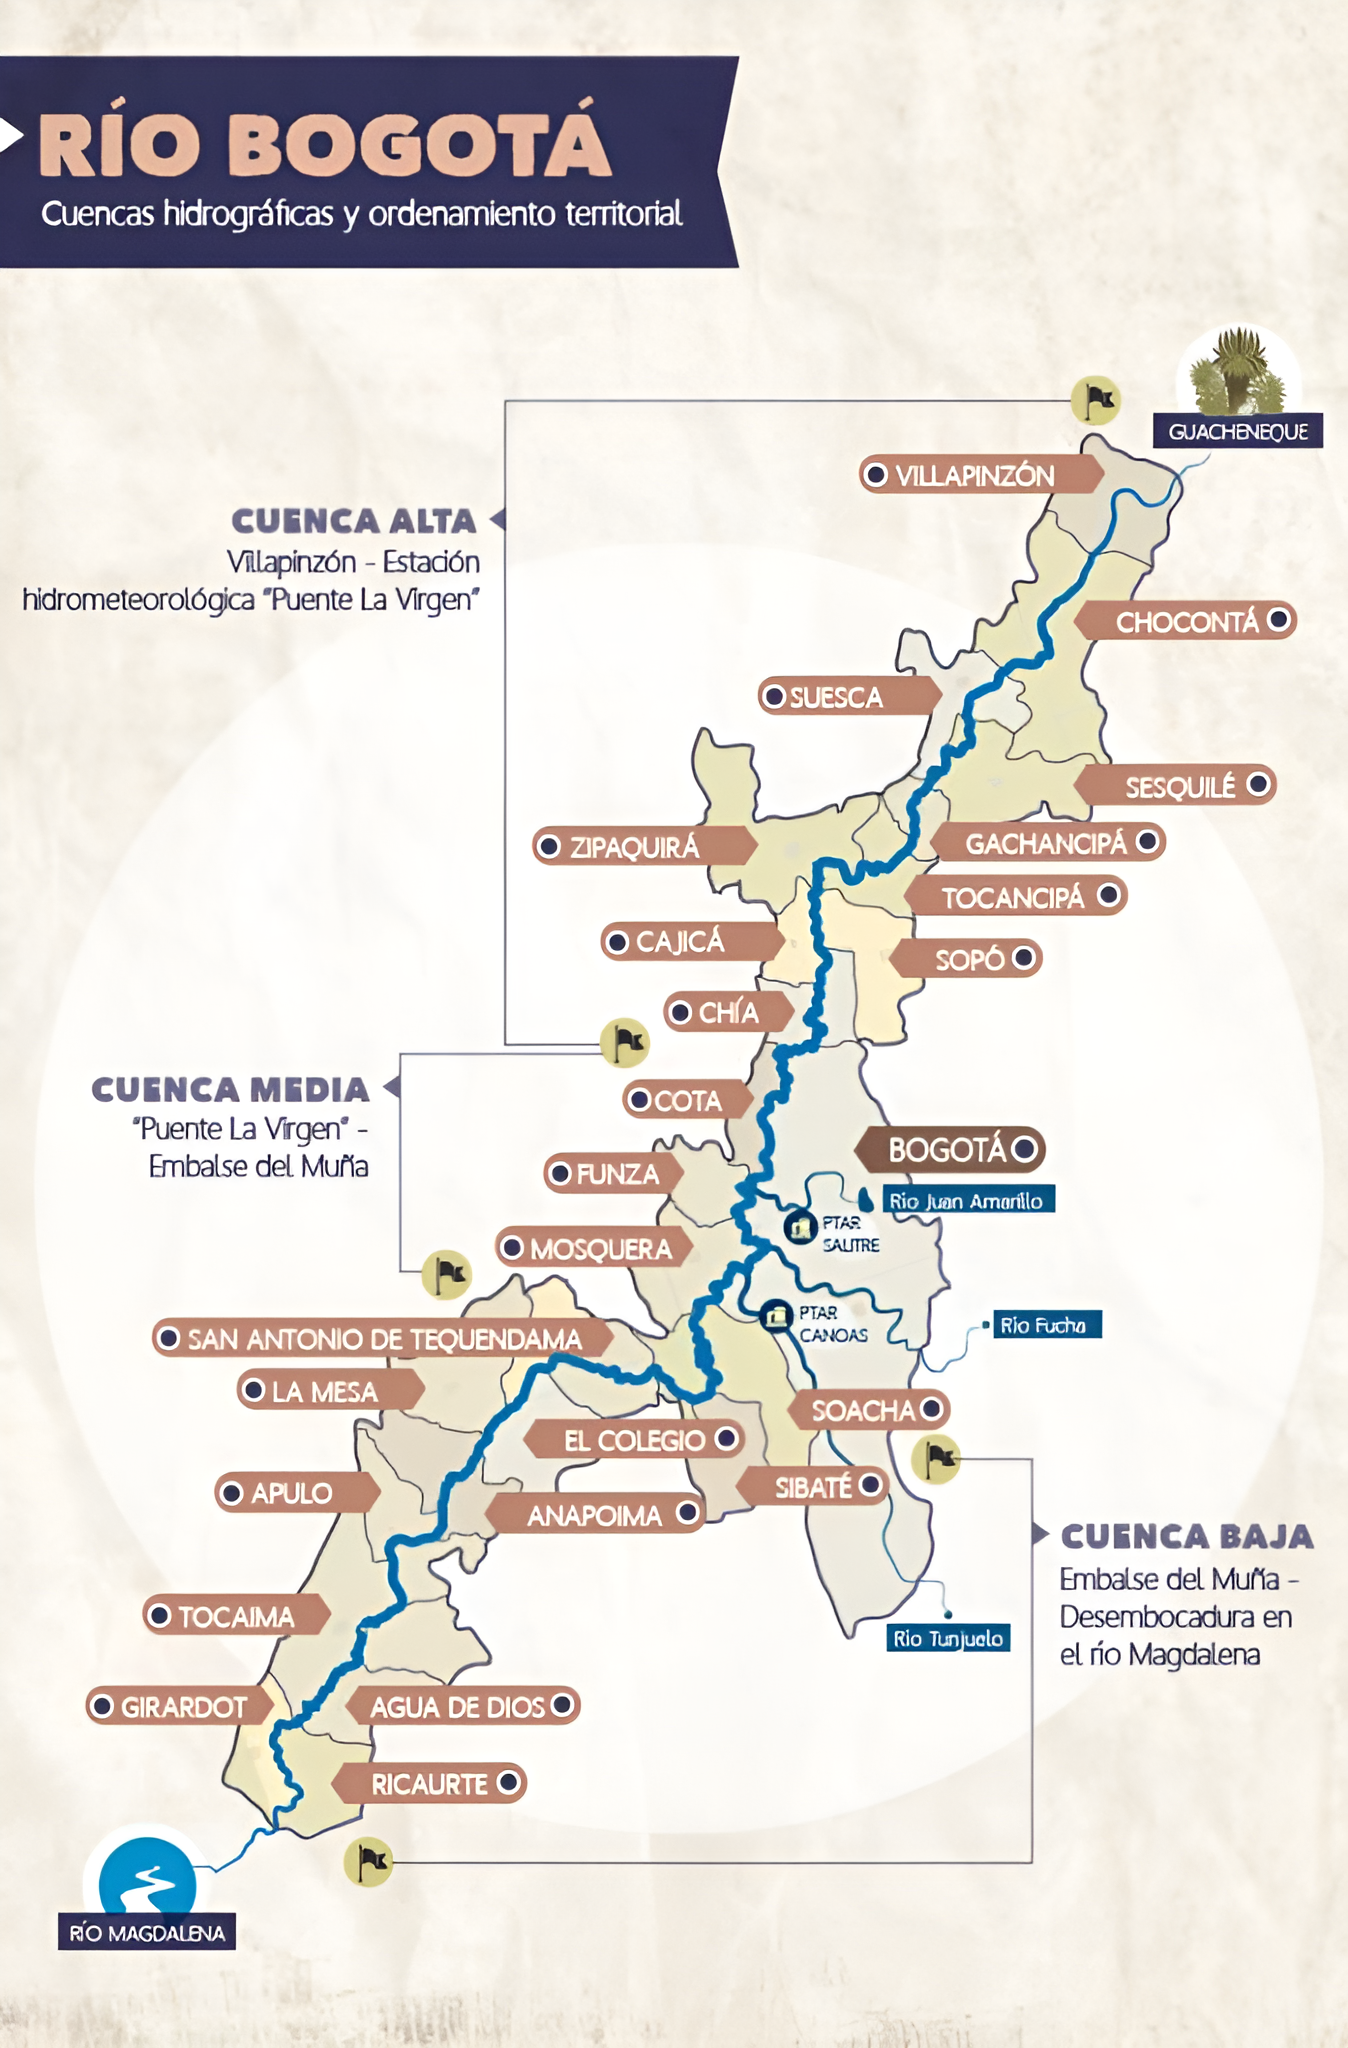 RÍO BOGOTÁ
Cuencas hidrográficas y ordenamiento territorial
GUACHENEQUE
VILLAPINZÓN
CUENCA ALTA
Villapinzón - Estación
hidrometeorológica "Puente La Virgen"
CHOCONTÁ
SUESCA
SESQUILÉ
ZIPAQUIRÁ
GACHANCIPÁ
TOCANCIPÁ
CAJICÁ
SOPÓ
CHÍA
CUENCA MEDIA
"Puente La Virgen" -
Embalse del Muña
COTA
BOGOTÁ
FUNZA
Río Juan Amarillo
PTAR
SALITRE
MOSQUERA
PTAR
CANOAS
Río Fucha
SAN ANTONIO DE TEQUENDAMA
LA MESA
SOACHA
EL COLEGIO
SIBATÉ
APULO
ANAPOIMA
CUENCA BAJA
Embalse del Muña -
Desembocadura en
el río Magdalena
TOCAIMA
Río Tunjuelo
GIRARDOT
AGUA DE DIOS
RICAURTE
RÍO MAGDALENA